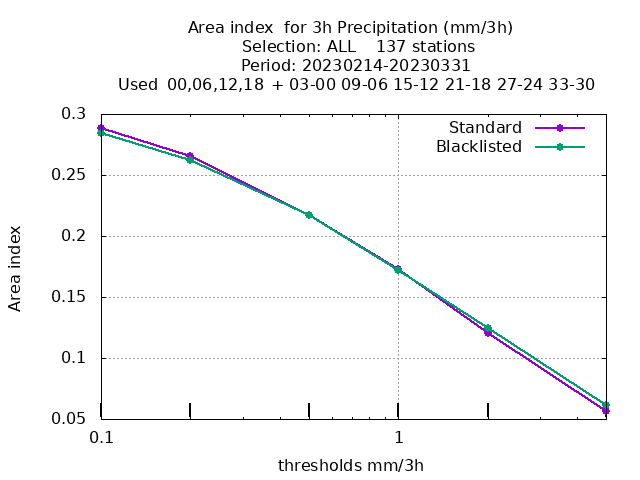 Area index  for 3h Precipitation (mm/3h)
Selection: ALL    137 stations
Period: 20230214-20230331
Used  00,06,12,18  + 03-00 09-06 15-12 21-18 27-24 33-30
0.3
Standard
Blacklisted
0.25
0.2
Area index
0.15
0.1
0.05
0.1
1
thresholds mm/3h